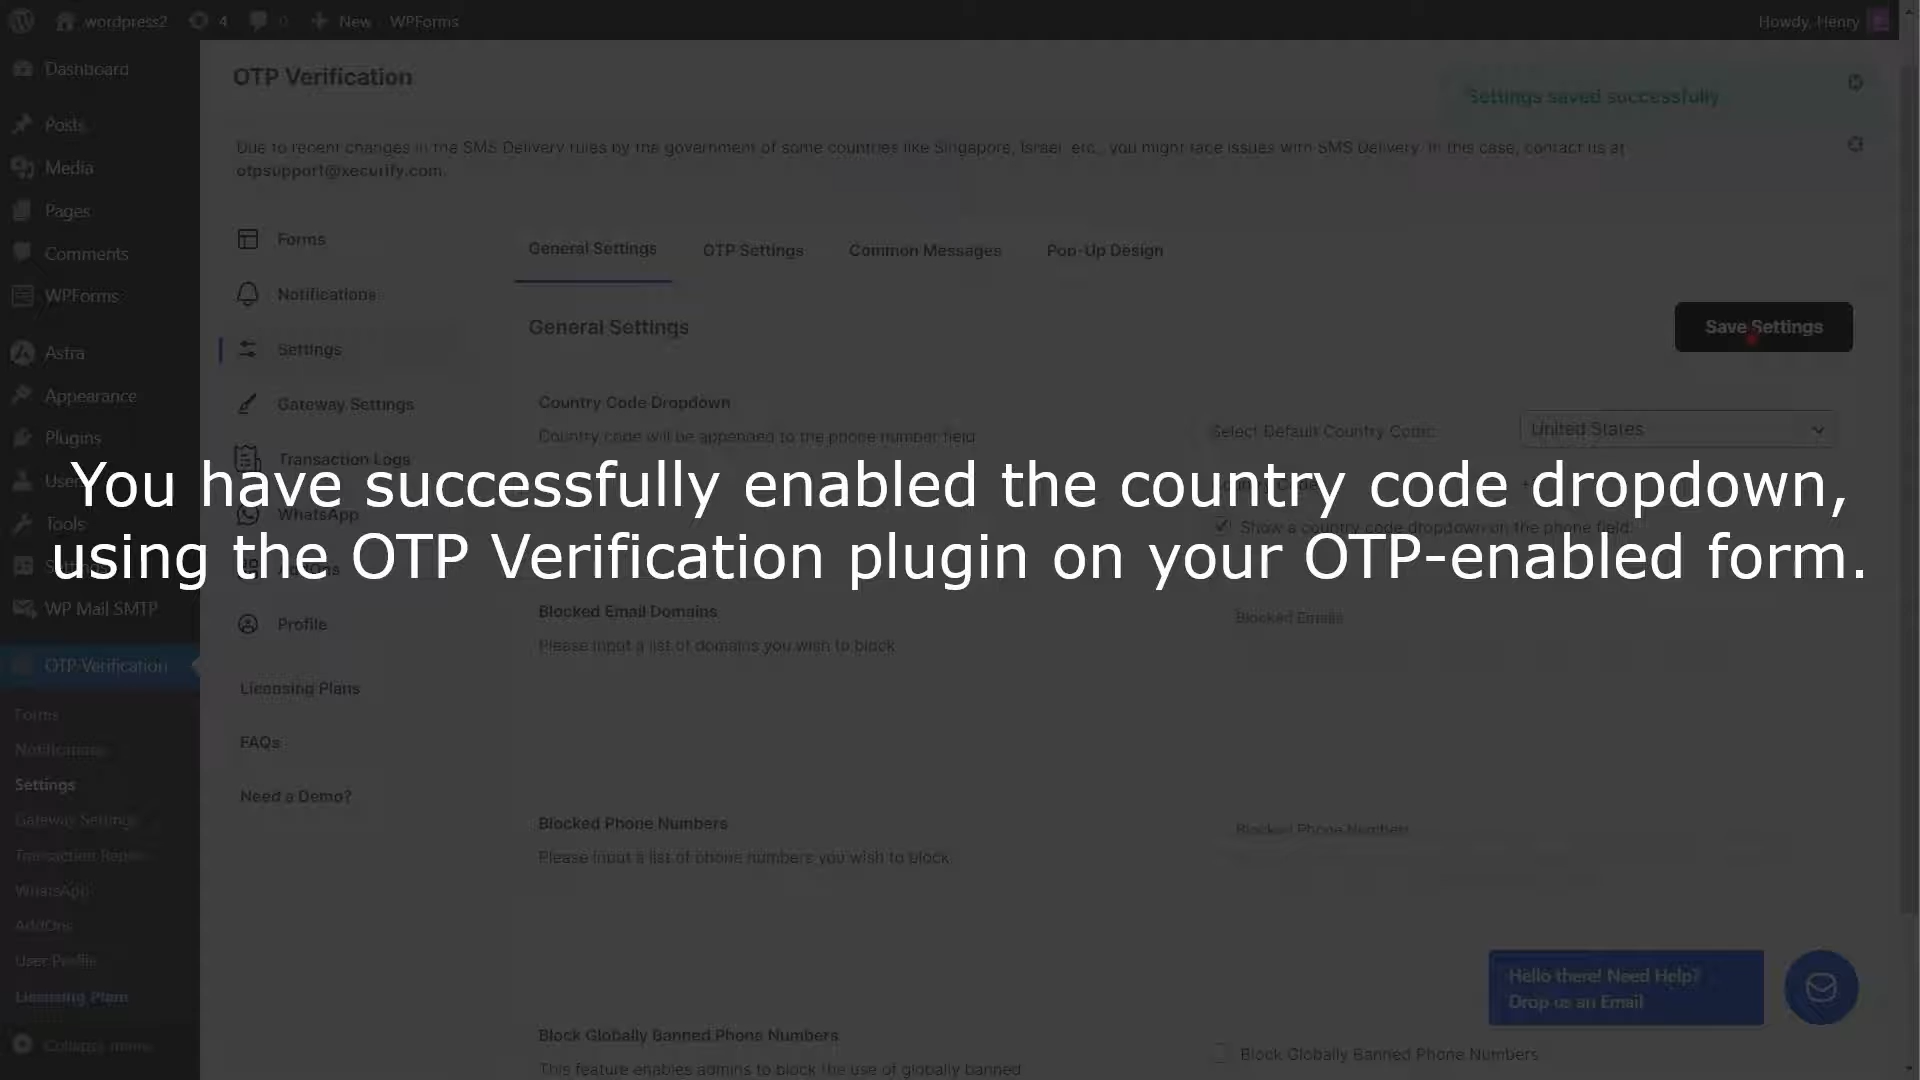 wordpress2 4 0 New WPForms Howdy, Henry
Dashboard
Posts
Media
Pages
Comments
WPForms
Astra
Appearance
Plugins
Users
Tools
Settings
WP Mail SMTP
OTP Verification
Forms
Notifications
Settings
Gateway Settings
Transaction Report
WhatsApp
AddOns
User Profile
Licensing Plans
Collapse menu
OTP Verification
Settings saved successfully
Due to recent changes in the SMS Delivery rules by the government of some countries like Singapore, Israel etc., you might face issues with SMS Delivery. In this case, contact us at
otpsupport@xecurify.com.
Forms
Notifications
Settings
Gateway Settings
Transaction Logs
WhatsApp
AddOns
Profile
Licensing Plans
FAQs
Need a Demo?
General Settings OTP Settings Common Messages Pop-Up Design
General Settings
Save Settings
Country Code Dropdown
Country code will be appended to the phone number field
Select Default Country Code:
United States
Country Code
Show a country code dropdown on the phone field.
You have successfully enabled the country code dropdown,
using the OTP Verification plugin on your OTP-enabled form.
Blocked Email Domains
Please input a list of domains you wish to block
Blocked Emails
Blocked Phone Numbers
Please input a list of phone numbers you wish to block
Blocked Phone Numbers
Block Globally Banned Phone Numbers
This feature enables admins to block the use of globally banned
Block Globally Banned Phone Numbers
Hello there! Need Help?
Drop us an Email